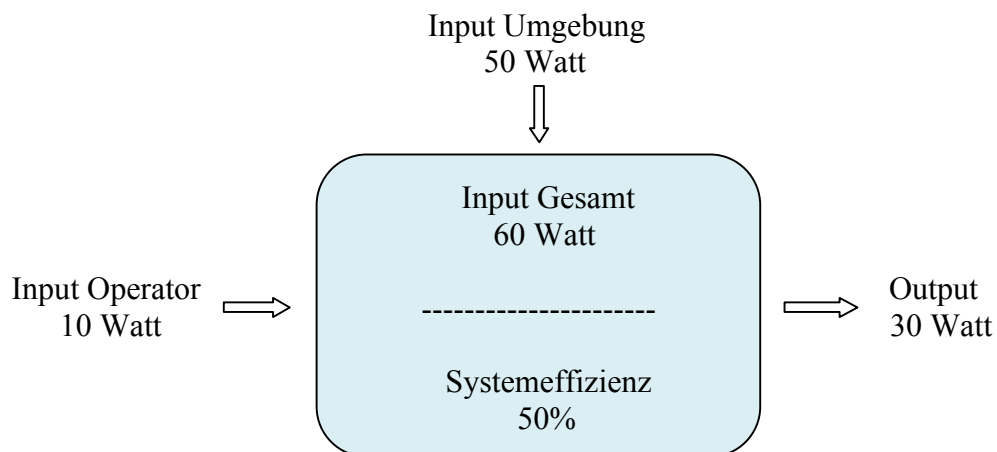 Input Umgebung
50 Watt
Input Gesamt
60 Watt
Input Operator
10 Watt
----------------------
Output
30 Watt
Systemeffizienz
50%